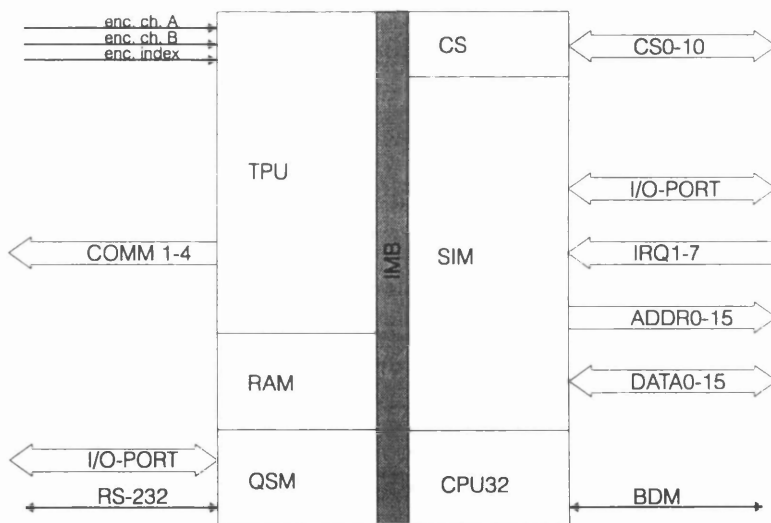 enc. ch. A
enc. ch. B
enc. index
CS
CS0-10
TPU
I/O-PORT
COMM 1-4
IMB
SIM
IRQ1-7
ADDR0-15
RAM
DATA0-15
I/O-PORT
QSM
CPU32
RS-232
BDM